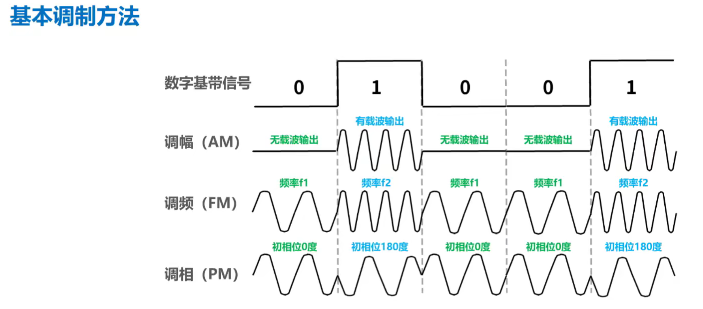 基本调制方法
数字基带信号 0 1 0 0 1
有载波输出 有载波输出
调幅（AM） 无载波输出 无载波输出 无载波输出
频率f1 频率f2 频率f1 频率f1 频率f2
调频（FM）
初相位0度 初相位180度 初相位0度 初相位0度 初相位180度
调相（PM）